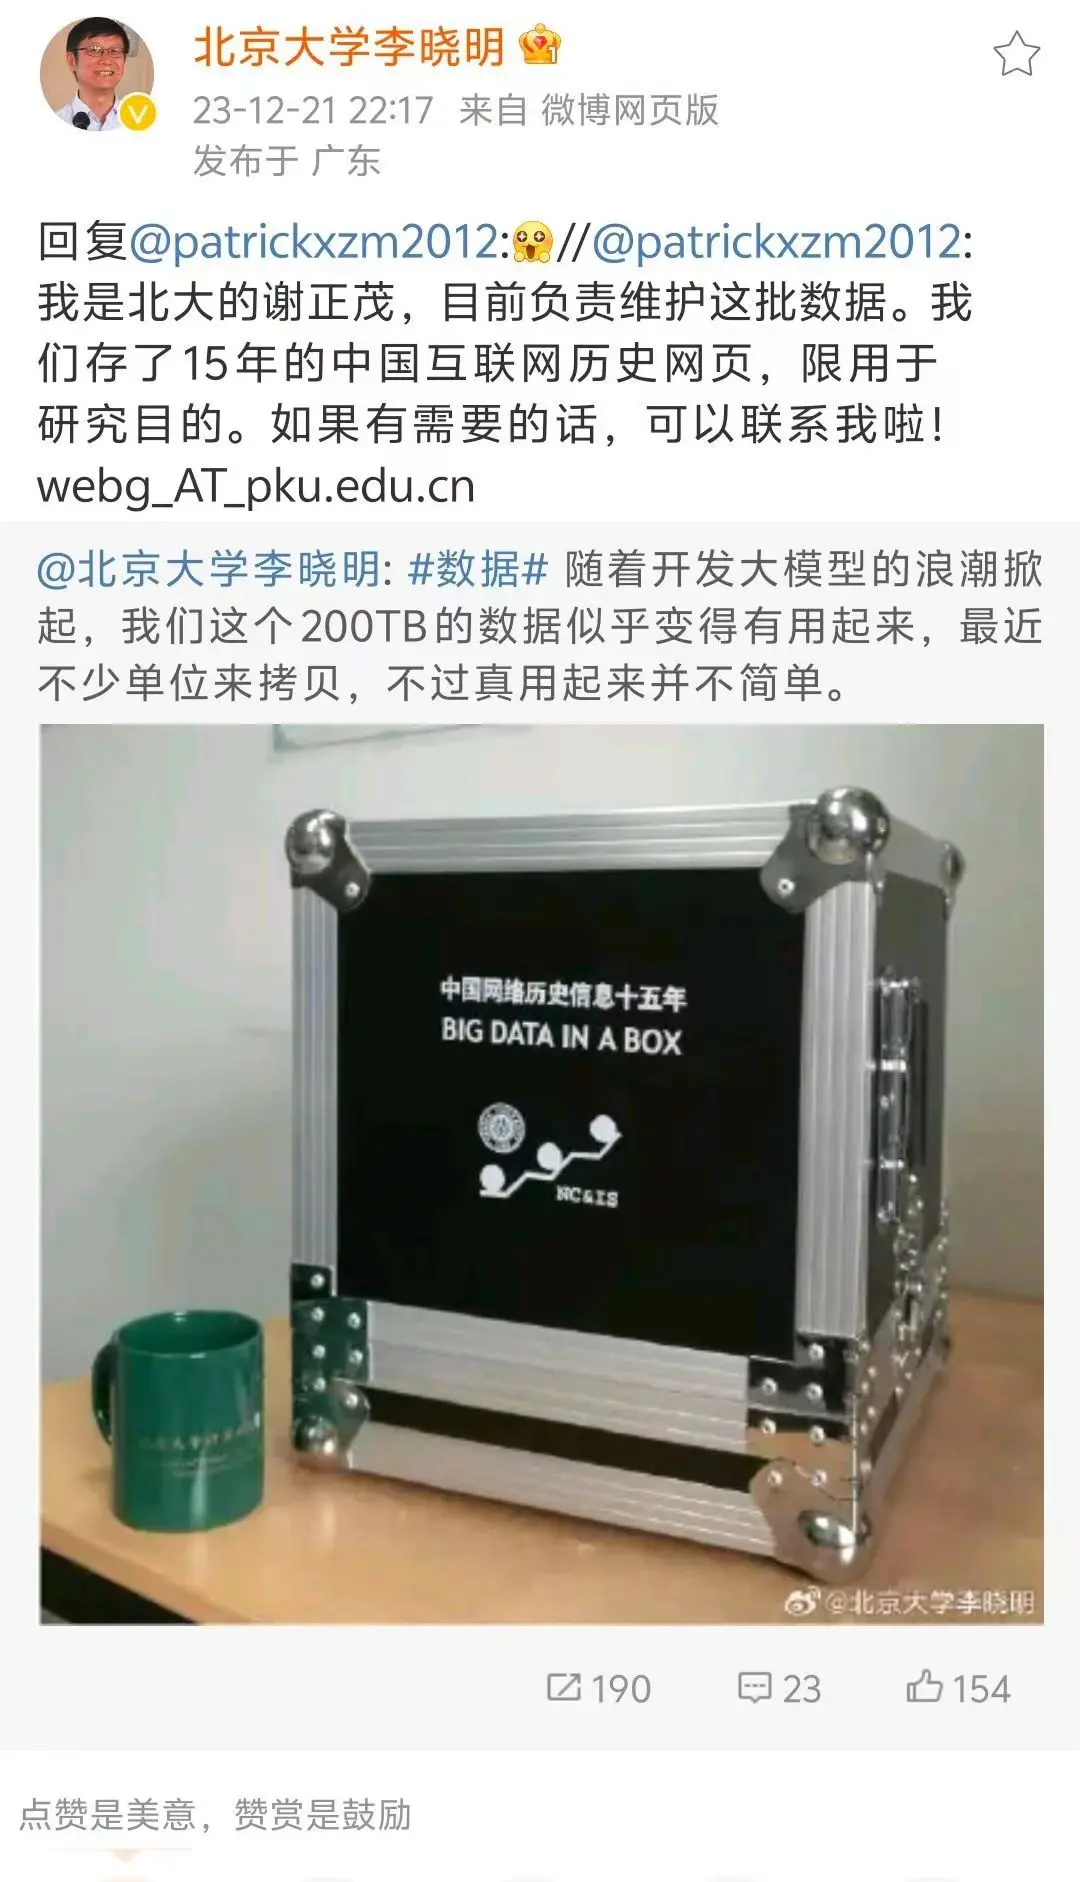 北京大学李晓明
23-12-21 22:17 来自 微博网页版
发布于 广东
回复@patrickxzm2012://@patrickxzm2012:
我是北大的谢正茂，目前负责维护这批数据。我
们存了15年的中国互联网历史网页，限用于
研究目的。如果有需要的话，可以联系我啦！
webg_AT_pku.edu.cn
@北京大学李晓明: #数据# 随着开发大模型的浪潮掀
起，我们这个200TB的数据似乎变得有用起来，最近
不少单位来拷贝，不过真用起来并不简单。
中国网络历史信息十五年
BIG DATA IN A BOX
NC&IS
@北京大学李晓明
190 23 154
点赞是美意，赞赏是鼓励